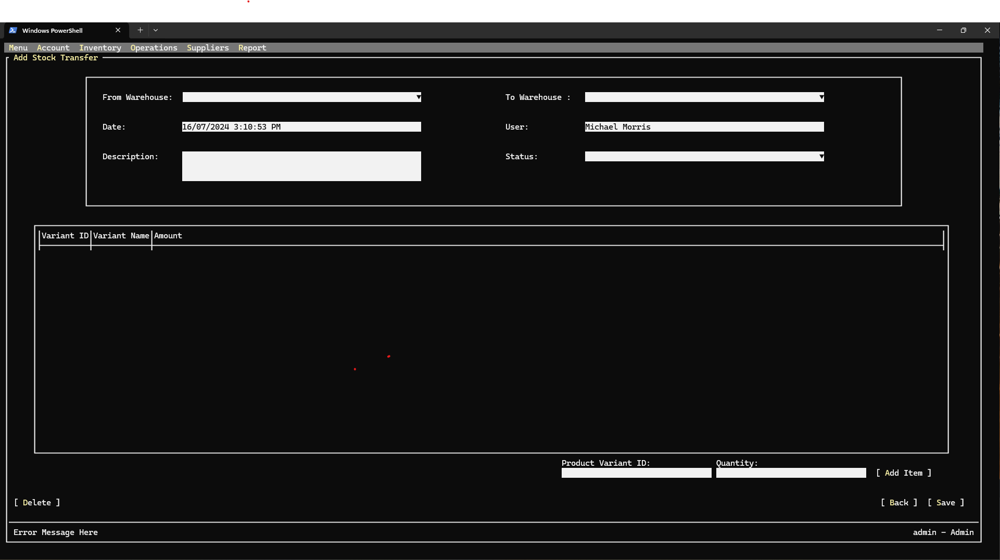 Windows PowerShell
Menu Account Inventory Operations Suppliers Report
Add Stock Transfer
From Warehouse: To Warehouse :
Date: 16/07/2024 3:10:53 PM User: Michael Morris
Description: Status:
Variant ID Variant Name Amount
Product Variant ID: Quantity:
[ Add Item ]
[ Delete ] [ Back ] [ Save ]
Error Message Here admin - Admin